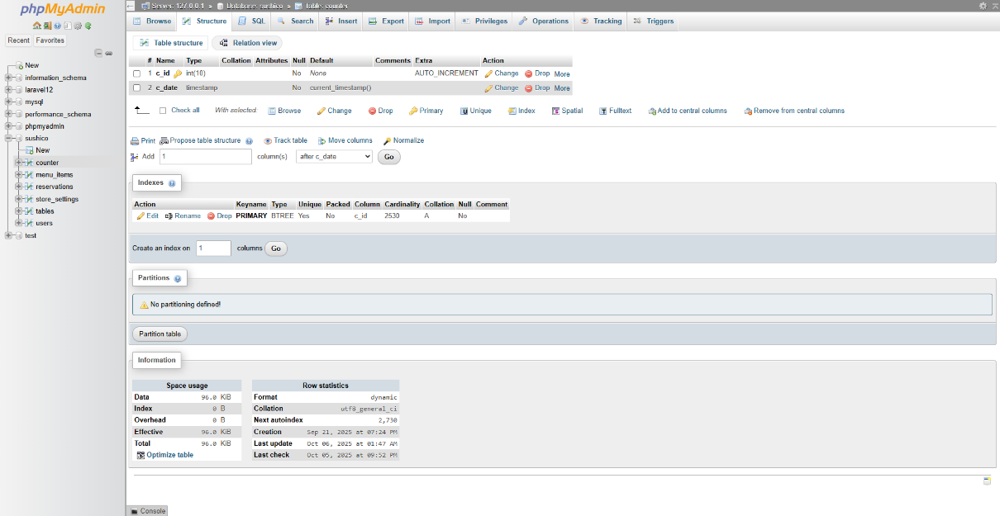 phpMyAdmin
Recent Favorites
New
information_schema
laravel12
mysql
performance_schema
phpmyadmin
sushico
New
counter
menu_items
reservations
store_settings
tables
users
test
Server: 127.0.0.1 » Database: sushico » Table: counter
Browse Structure SQL Search Insert Export Import Privileges Operations Tracking Triggers
Table structure Relation view
# Name Type Collation Attributes Null Default Comments Extra Action
1 c_id int(10) No None AUTO_INCREMENT Change Drop More
2 c_date timestamp No current_timestamp() Change Drop More
Check all With selected: Browse Change Drop Primary Unique Index Spatial Fulltext Add to central columns Remove from central columns
Print Propose table structure Track table Move columns Normalize
Add 1 column(s) after c_date Go
Indexes
Action Keyname Type Unique Packed Column Cardinality Collation Null Comment
Edit Rename Drop PRIMARY BTREE Yes No c_id 2530 A No
Create an index on 1 columns Go
Partitions
No partitioning defined!
Partition table
Information
Space usage
Data 96.0 KiB
Index 0 B
Overhead 0 B
Effective 96.0 KiB
Total 96.0 KiB
Optimize table
Row statistics
Format dynamic
Collation utf8_general_ci
Next autoindex 2,730
Creation Sep 21, 2025 at 07:24 PM
Last update Oct 06, 2025 at 01:47 AM
Last check Oct 05, 2025 at 09:52 PM
Console